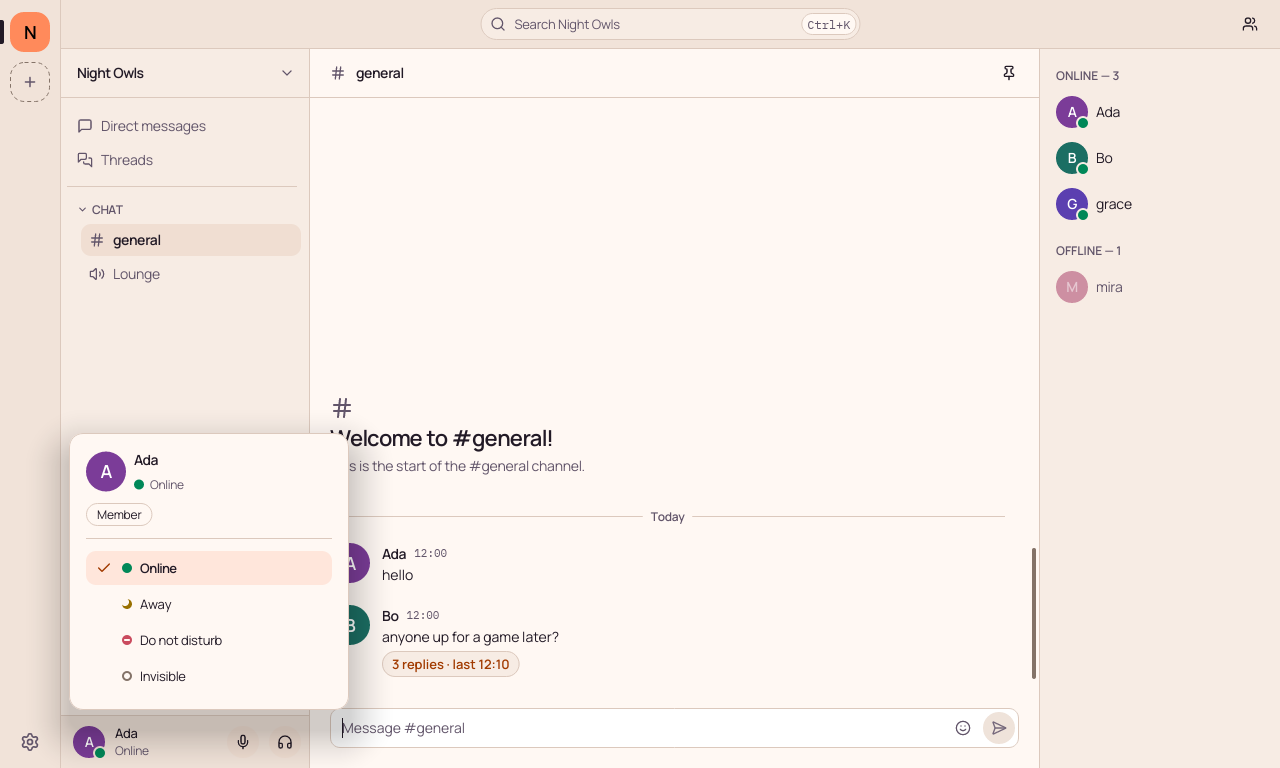 N
Search Night Owls
Ctrl+K
Night Owls
general
Direct messages
Threads
CHAT
general
Lounge
Welcome to #general!
s is the start of the #general channel.
Today
A
Ada 12:00
hello
B
Bo 12:00
anyone up for a game later?
3 replies · last 12:10
Message #general
A
Ada
Online
Member
Online
Away
Do not disturb
Invisible
A
Ada
Online
ONLINE — 3
A
Ada
B
Bo
G
grace
OFFLINE — 1
M
mira